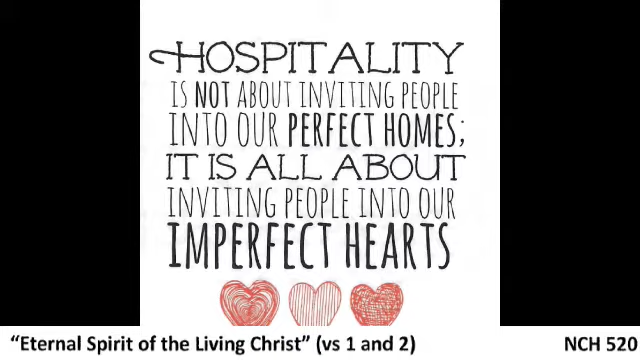 HOSPITALITY
IS NOT ABOUT INVITING PEOPLE
INTO OUR PERFECT HOMES;
IT IS ALL ABOUT
INVITING PEOPLE INTO OUR
IMPERFECT HEARTS
“Eternal Spirit of the Living Christ” (vs 1 and 2) NCH 520